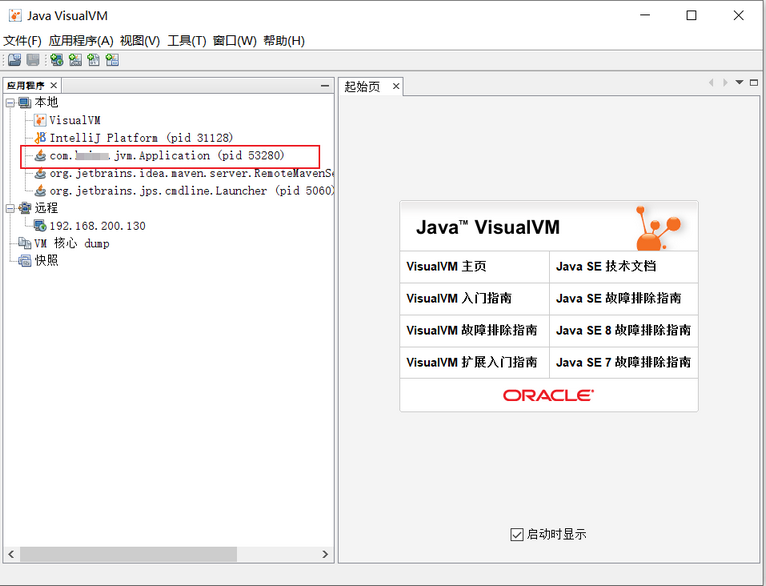 Java VisualVM
文件(F) 应用程序(A) 视图(V) 工具(T) 窗口(W) 帮助(H)
应用程序
起始页
本地
VisualVM
IntelliJ Platform (pid 31128)
com. .jvm.Application (pid 53280)
org.jetbrains.idea.maven.server.RemoteMavenSe
org.jetbrains.jps.cmdline.Launcher (pid 5060)
远程
192.168.200.130
VM 核心 dump
快照
Java™ VisualVM
VisualVM 主页
Java SE 技术文档
VisualVM 入门指南
Java SE 故障排除指南
VisualVM 故障排除指南
Java SE 8 故障排除指南
VisualVM 扩展入门指南
Java SE 7 故障排除指南
ORACLE
启动时显示